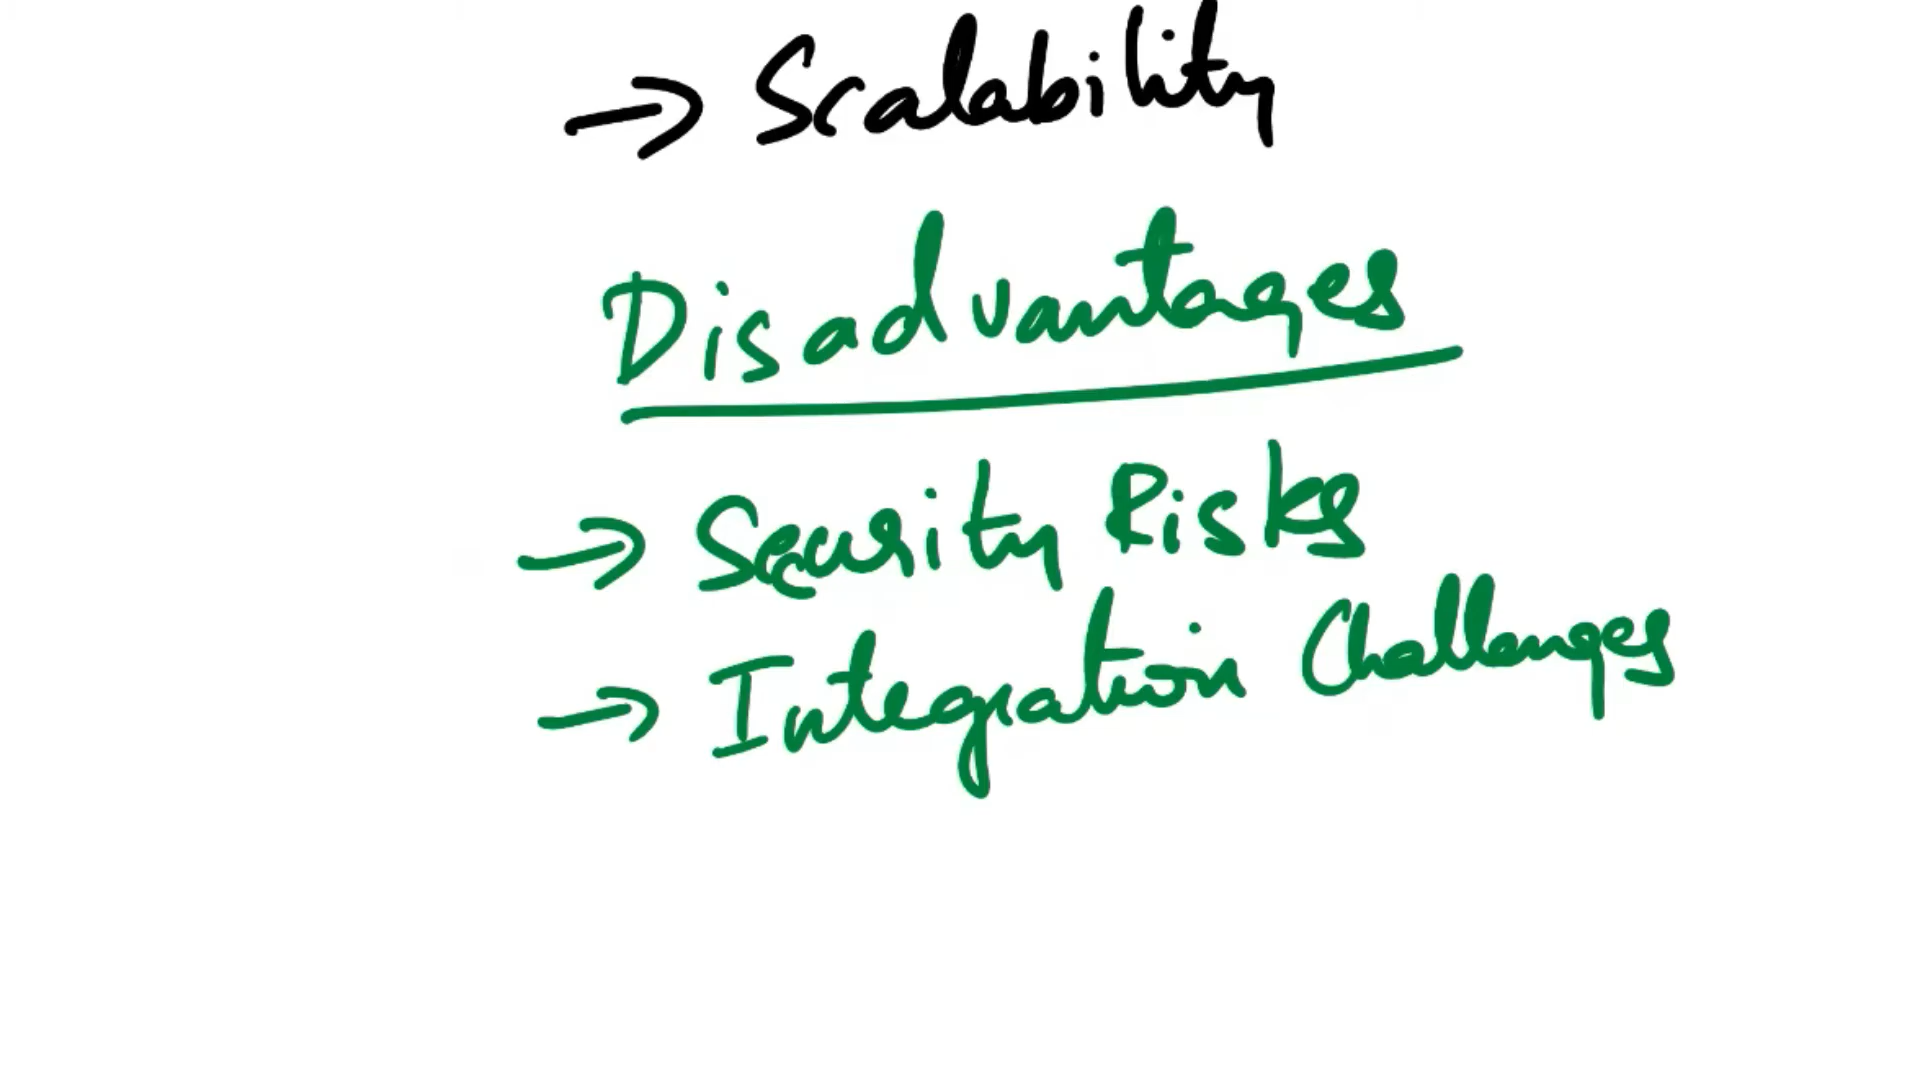 → Scalability
Disadvantages
→ Security Risks
→ Integration Challenges